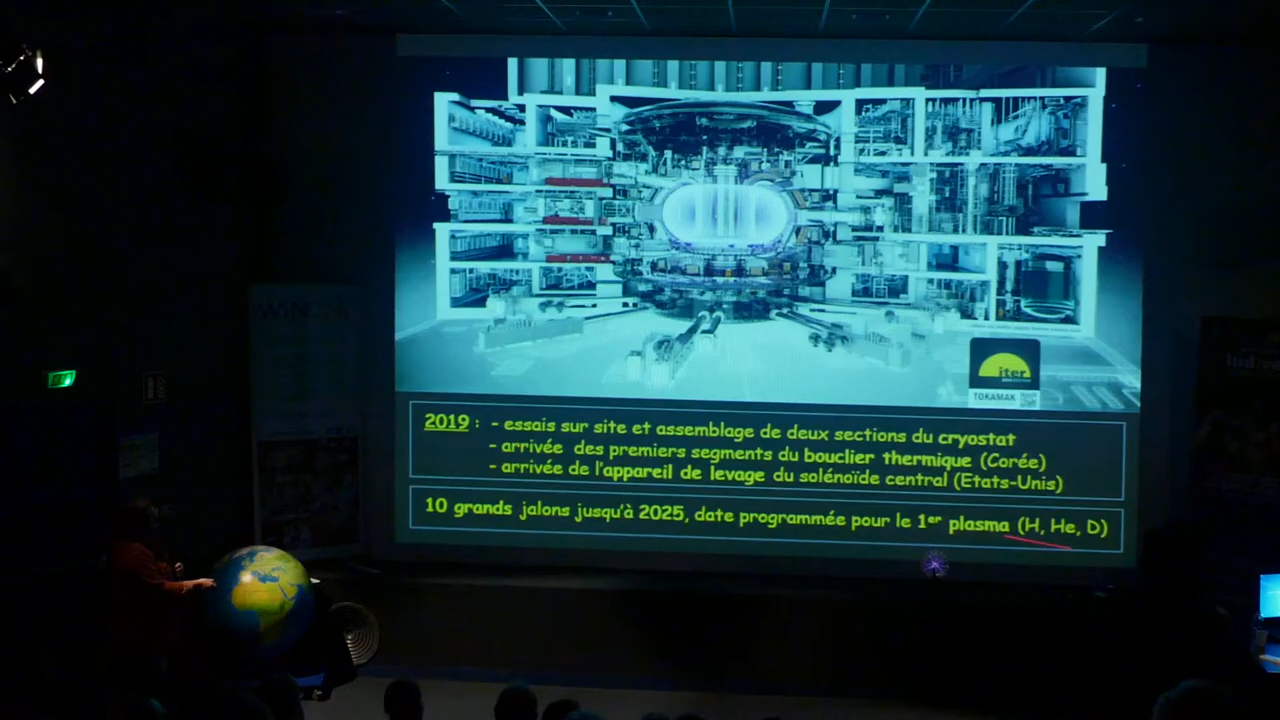 iter
TOKAMAK
2019 : - essais sur site et assemblage de deux sections du cryostat
- arrivée des premiers segments du bouclier thermique (Corée)
- arrivée de l'appareil de levage du solénoïde central (Etats-Unis)
10 grands jalons jusqu'à 2025, date programmée pour le 1er plasma (H, He, D)